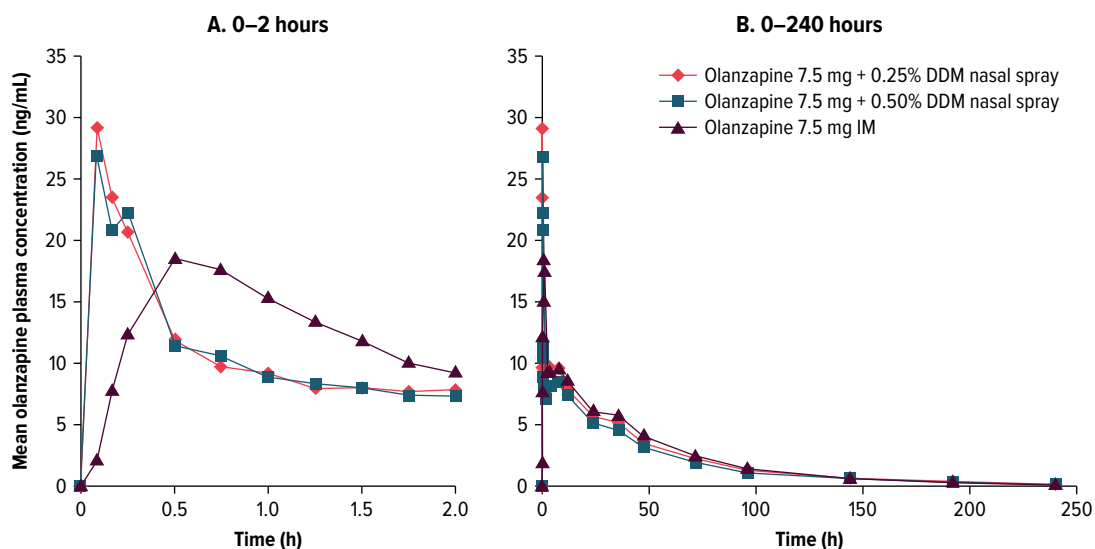 A. 0–2 hours
Mean olanzapine plasma concentration (ng/mL)
35
30
25
20
15
10
5
0
0 0.5 1.0 1.5 2.0
Time (h)
B. 0–240 hours
Olanzapine 7.5 mg + 0.25% DDM nasal spray
Olanzapine 7.5 mg + 0.50% DDM nasal spray
Olanzapine 7.5 mg IM
35
30
25
20
15
10
5
0
0 50 100 150 200 250
Time (h)